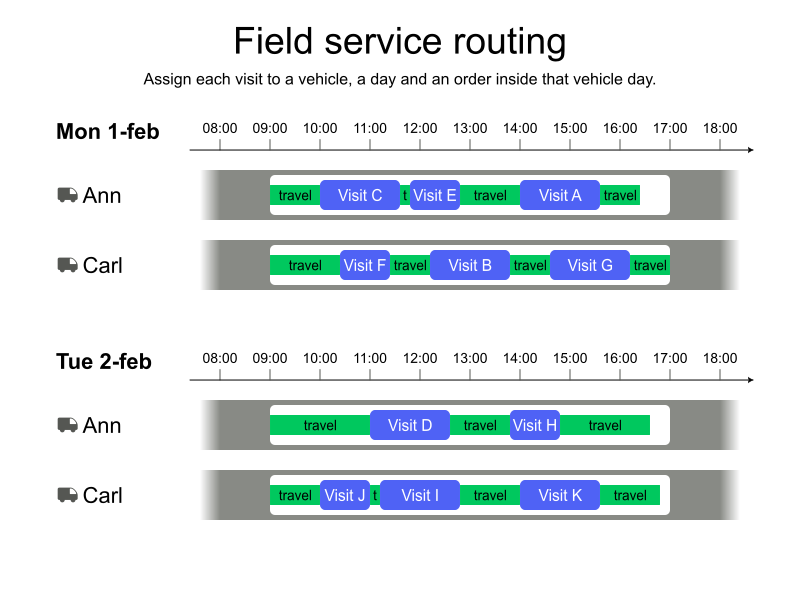 Field service routing
Assign each visit to a vehicle, a day and an order inside that vehicle day.
Mon 1-feb 08:00 09:00 10:00 11:00 12:00 13:00 14:00 15:00 16:00 17:00 18:00
Ann travel Visit C t Visit E travel Visit A travel
Carl travel Visit F travel Visit B travel Visit G travel
Tue 2-feb 08:00 09:00 10:00 11:00 12:00 13:00 14:00 15:00 16:00 17:00 18:00
Ann travel Visit D travel Visit H travel
Carl travel Visit J t Visit I travel Visit K travel